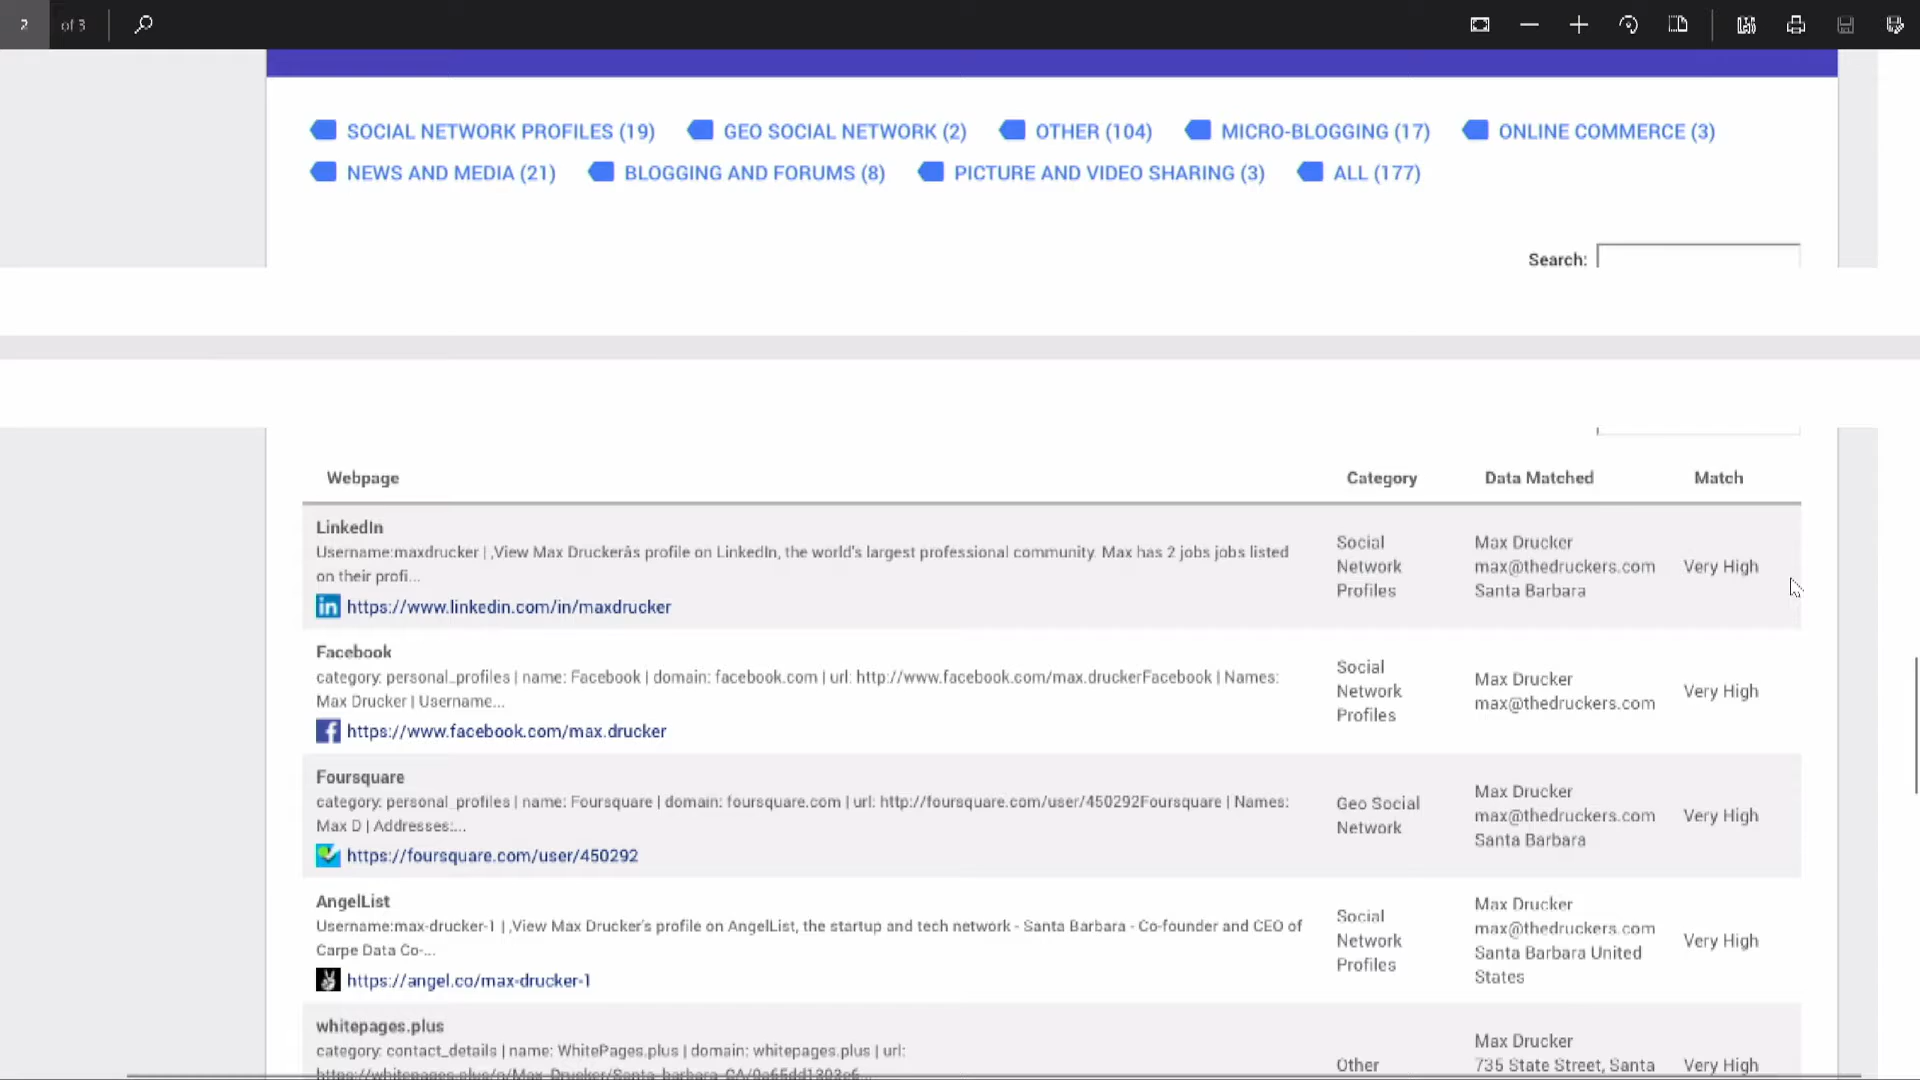 2 of 3
SOCIAL NETWORK PROFILES (19) GEO SOCIAL NETWORK (2) OTHER (104) MICRO-BLOGGING (17) ONLINE COMMERCE (3)
NEWS AND MEDIA (21) BLOGGING AND FORUMS (8) PICTURE AND VIDEO SHARING (3) ALL (177)
Search:
Webpage Category Data Matched Match
LinkedIn
Username:maxdrucker | ,View Max Druckerâs profile on LinkedIn, the world's largest professional community. Max has 2 jobs jobs listed
on their profi...
https://www.linkedin.com/in/maxdrucker
Social
Network
Profiles
Max Drucker
max@thedruckers.com
Santa Barbara
Very High
Facebook
category: personal_profiles | name: Facebook | domain: facebook.com | url: http://www.facebook.com/max.druckerFacebook | Names:
Max Drucker | Username...
https://www.facebook.com/max.drucker
Social
Network
Profiles
Max Drucker
max@thedruckers.com
Very High
Foursquare
category: personal_profiles | name: Foursquare | domain: foursquare.com | url: http://foursquare.com/user/450292Foursquare | Names:
Max D | Addresses:...
https://foursquare.com/user/450292
Geo Social
Network
Max Drucker
max@thedruckers.com
Santa Barbara
Very High
AngelList
Username:max-drucker-1 | ,View Max Drucker's profile on AngelList, the startup and tech network - Santa Barbara - Co-founder and CEO of
Carpe Data Co-...
https://angel.co/max-drucker-1
Social
Network
Profiles
Max Drucker
max@thedruckers.com
Santa Barbara United
States
Very High
whitepages.plus
category: contact_details | name: WhitePages.plus | domain: whitepages.plus | url:
Other
Max Drucker
735 State Street, Santa
Very High